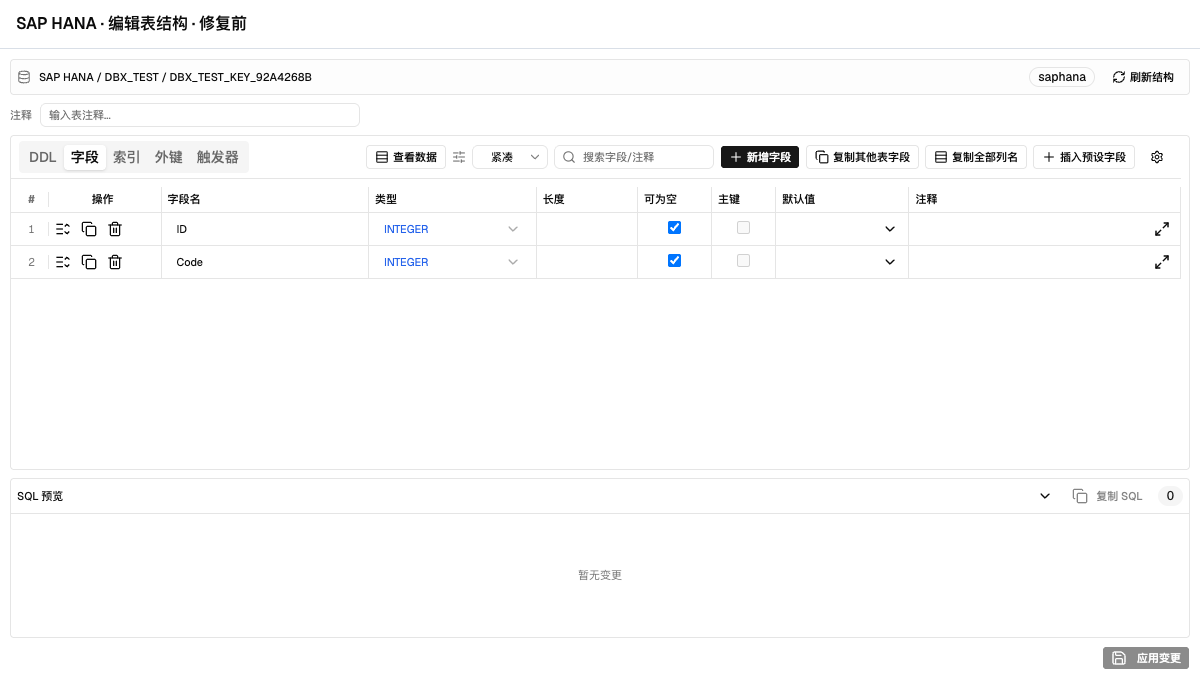 SAP HANA · 编辑表结构 · 修复前
SAP HANA / DBX_TEST / DBX_TEST_KEY_92A4268B saphana 刷新结构
注释 输入表注释...
DDL 字段 索引 外键 触发器 查看数据 紧凑 搜索字段/注释 新增字段 复制其他表字段 复制全部列名 插入预设字段
# 操作 字段名 类型 长度 可为空 主键 默认值 注释
1 ID INTEGER
2 Code INTEGER
SQL 预览 复制 SQL 0
暂无变更
应用变更